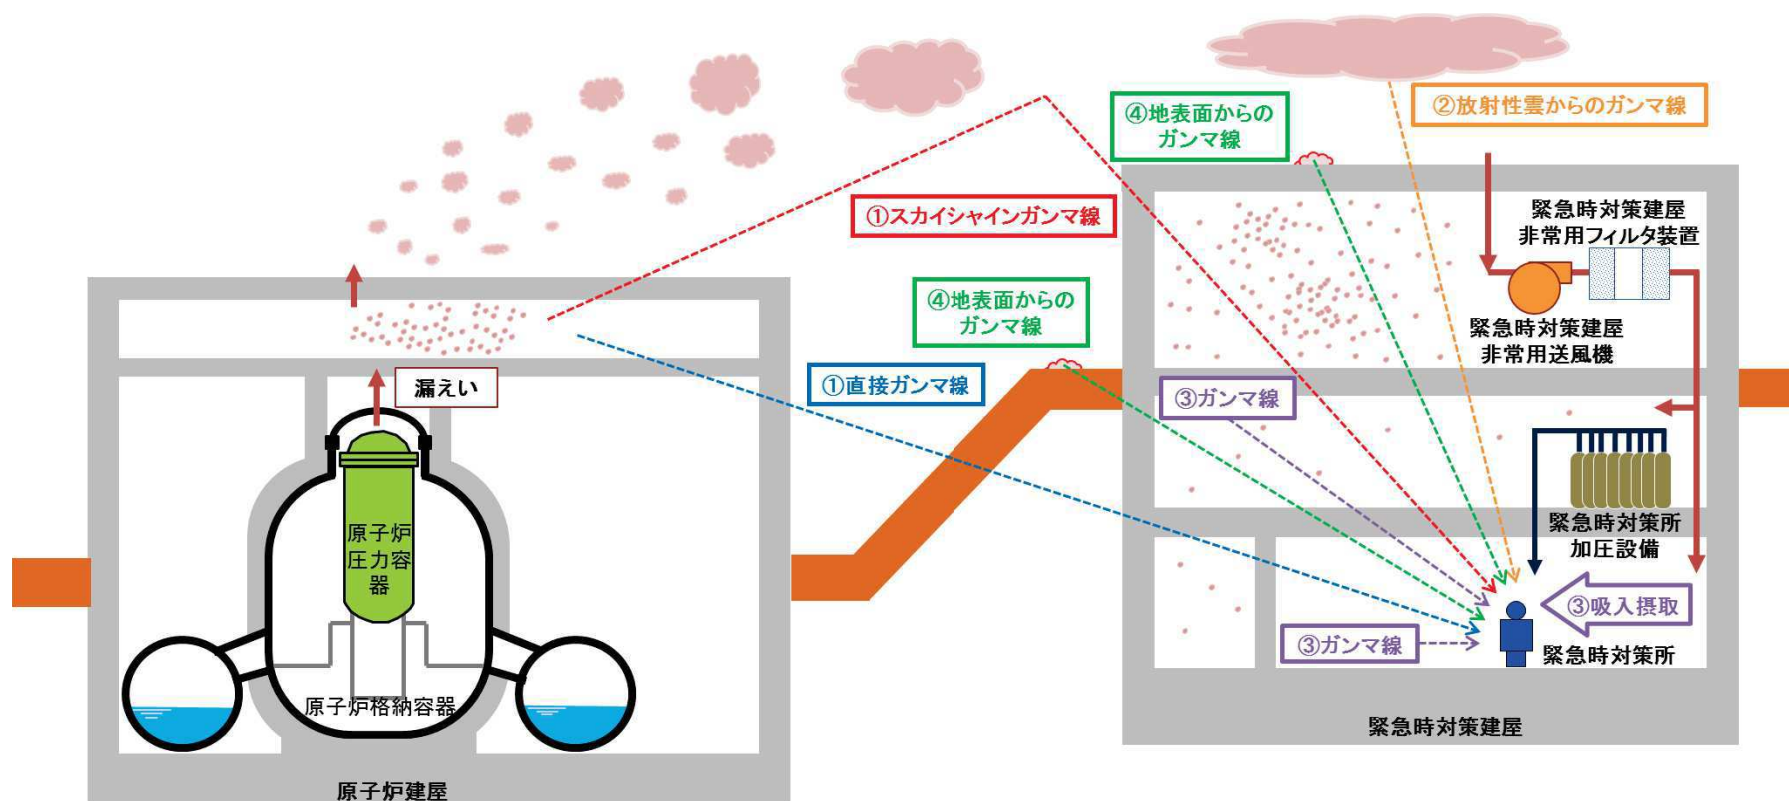 ④地表面からの
ガンマ線
②放射性雲からのガンマ線
①スカイシャインガンマ線
緊急時対策建屋
非常用フィルタ装置
④地表面からの
ガンマ線
緊急時対策建屋
非常用送風機
漏えい
①直接ガンマ線
③ガンマ線
原子炉
圧力容
器
緊急時対策所
加圧設備
③吸入摂取
③ガンマ線
緊急時対策所
原子炉格納容器
緊急時対策建屋
原子炉建屋